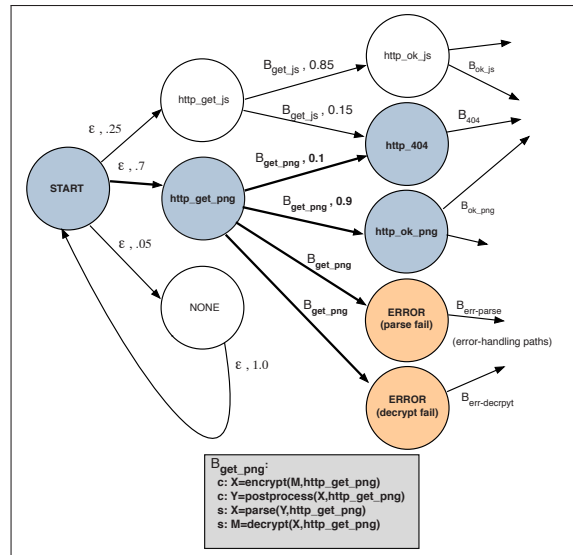 http_ok_js
B_ok_js
B_get_js , 0.85
http_get_js
B_get_js , 0.15
B_404
http_404
ε , .25
B_get_png , 0.1
START
ε , .7
http_get_png
B_get_png , 0.9
http_ok_png
B_ok_png
ε , .05
B_get_png
NONE
B_get_png
ERROR
(parse fail)
B_err-parse
(error-handling paths)
ε , 1.0
ERROR
(decrypt fail)
B_err-decrpyt
B_get_png:
c: X=encrypt(M,http_get_png)
c: Y=postprocess(X,http_get_png)
s: X=parse(Y,http_get_png)
s: M=decrypt(X,http_get_png)